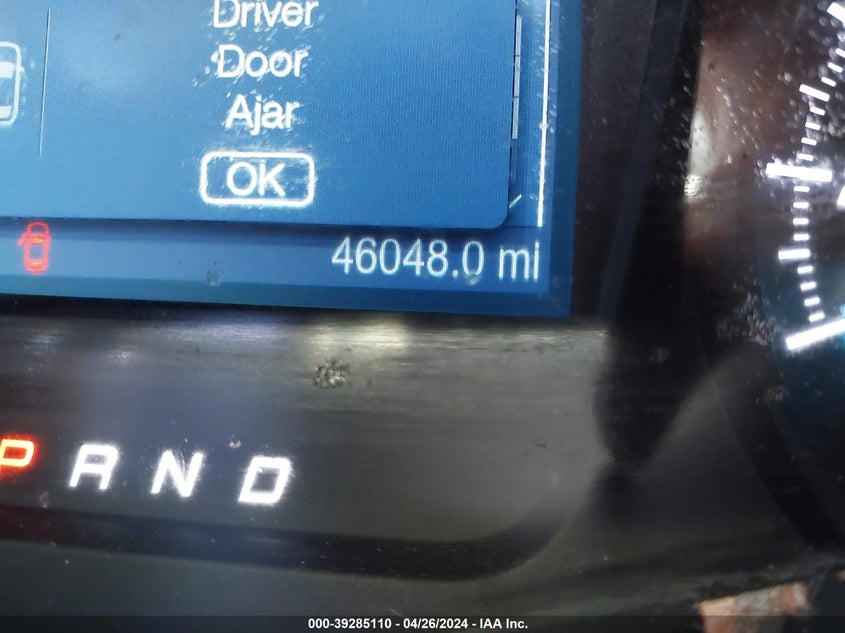 Driver
Door
Ajar
OK
46048.0 mi
P R N D
000-39285110 - 04/26/2024 - IAA Inc.